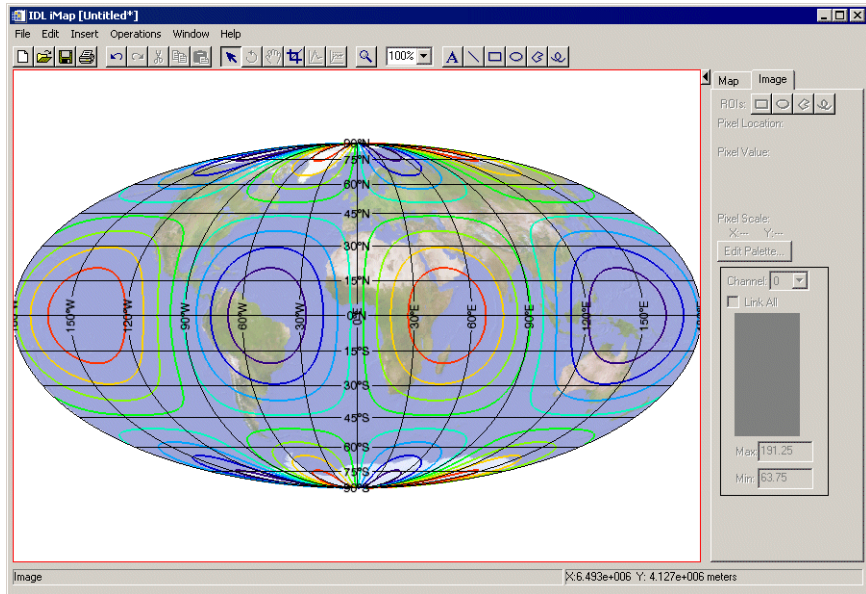 IDL iMap [Untitled*]
File Edit Insert Operations Window Help
100%
A
Map Image
ROIs:
Pixel Location:
Pixel Value:
Pixel Scale:
X:--- Y:---
Edit Palette...
Channel: 0
Link All
Max: 191.25
Min: 63.75
90°N
75°N
60°N
45°N
30°N
15°N
150°W 120°W 90°W 60°W 30°W 0°E 30°E 60°E 90°E 120°E 150°E
15°S
30°S
45°S
60°S
75°S
90°S
Image X:6.493e+006 Y: 4.127e+006 meters